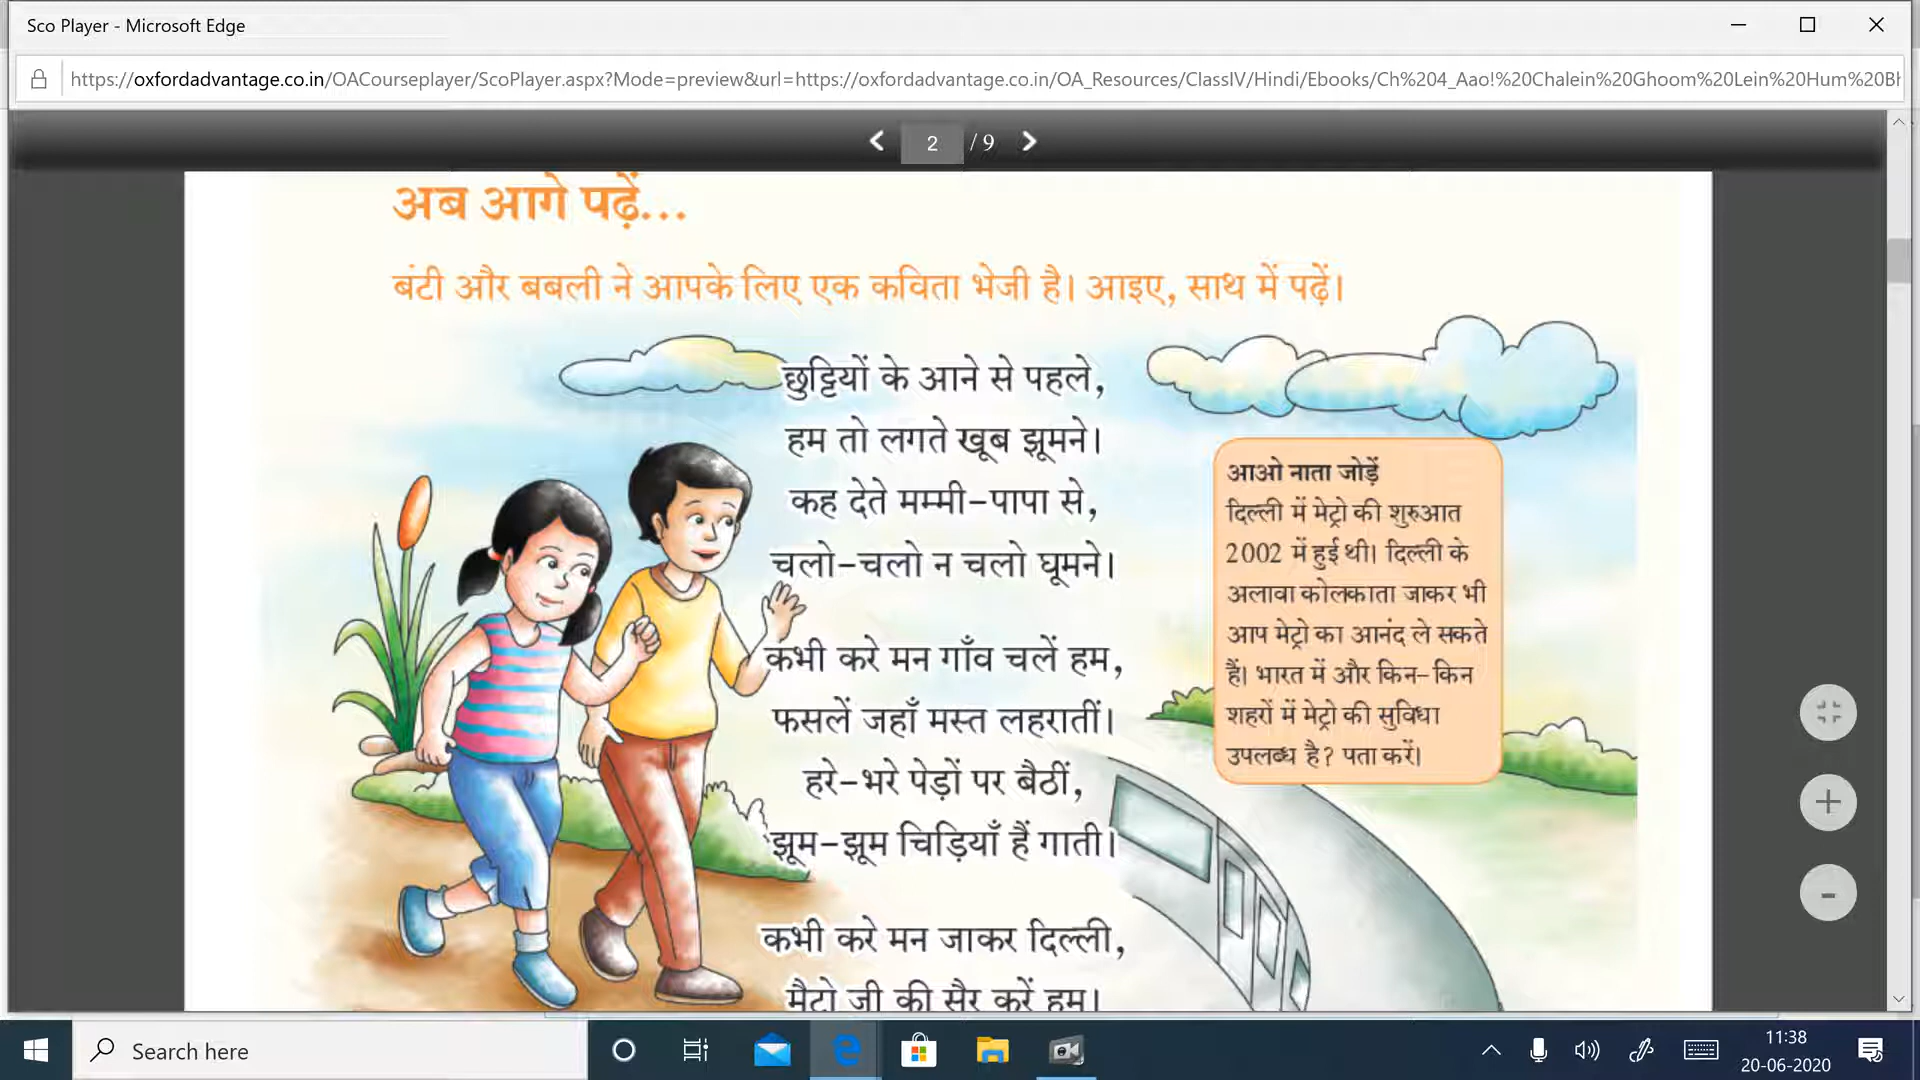 Sco Player - Microsoft Edge
https://oxfordadvantage.co.in/OACourseplayer/ScoPlayer.aspx?Mode=preview&url=https://oxfordadvantage.co.in/OA_Resources/ClassIV/Hindi/Ebooks/Ch%204_Aao!%20Chalein%20Ghoom%20Lein%20Hum%20Bh
2 / 9
अब आगे पढ़ें...
बंटी और बबली ने आपके लिए एक कविता भेजी है। आइए, साथ में पढ़ें।
छुट्टियों के आने से पहले,
हम तो लगते खूब झूमने।
कह देते मम्मी-पापा से,
चलो-चलो न चलो घूमने।
कभी करे मन गाँव चलें हम,
फसलें जहाँ मस्त लहरातीं।
हरे-भरे पेड़ों पर बैठीं,
झूम-झूम चिड़ियाँ हैं गाती।
कभी करे मन जाकर दिल्ली,
मैट्रो जी की सैर करें हम।
आओ नाता जोड़ें
दिल्ली में मेट्रो की शुरुआत
2002 में हुई थी। दिल्ली के
अलावा कोलकाता जाकर भी
आप मेट्रो का आनंद ले सकते
हैं। भारत में और किन-किन
शहरों में मेट्रो की सुविधा
उपलब्ध है? पता करें।
Search here
11:38
20-06-2020